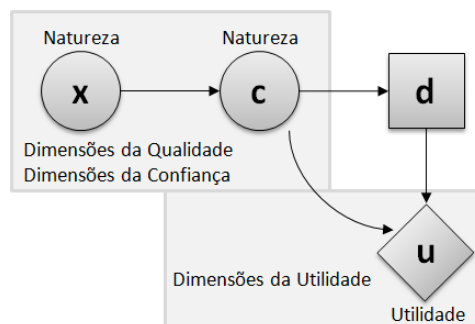 Natureza
Natureza
x
c
d
Dimensões da Qualidade
Dimensões da Confiança
u
Dimensões da Utilidade
Utilidade